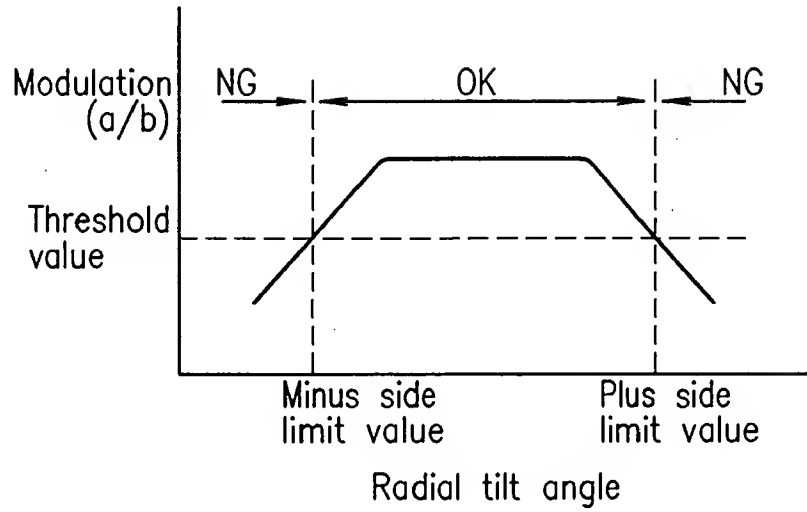 Modulation
(a/b)
NG
OK
NG
Threshold
value
Minus side
limit value
Plus side
limit value
Radial tilt angle